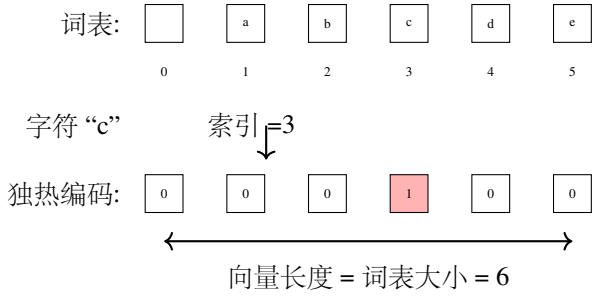 词表: a b c d e
0 1 2 3 4 5
字符 “c” 索引 =3
独热编码: 0 0 0 1 0 0
向量长度 = 词表大小 = 6